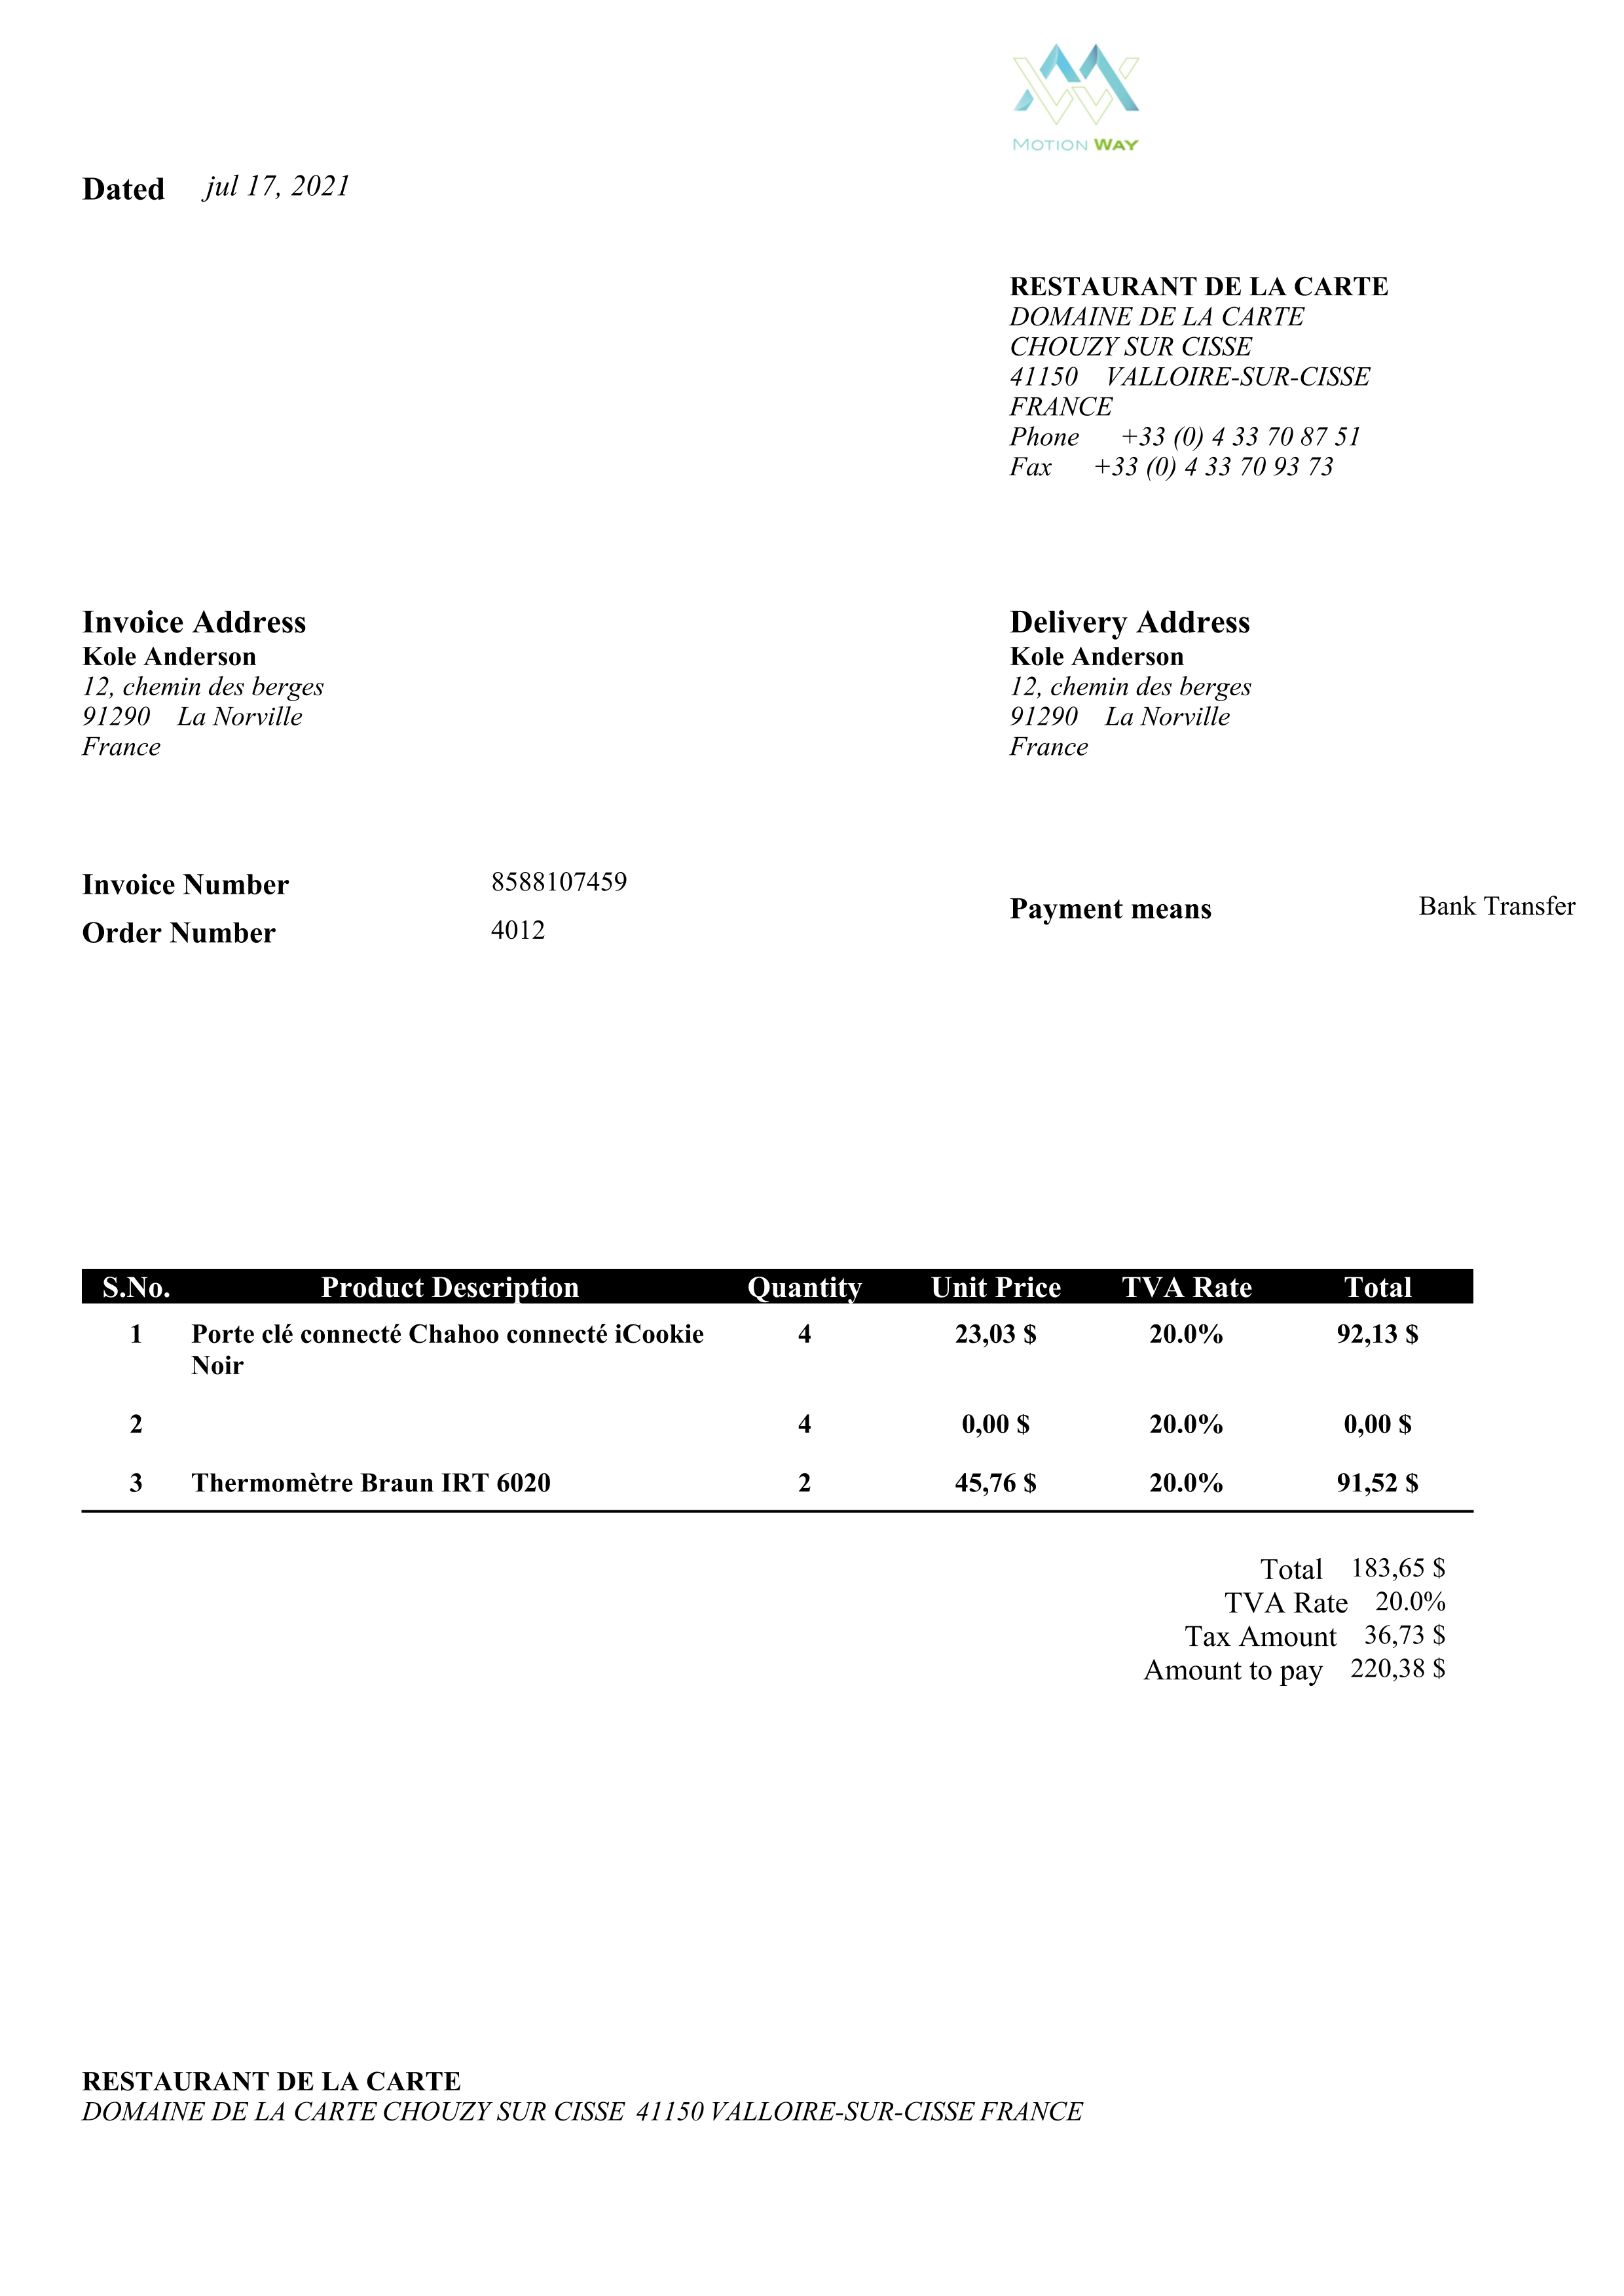 MOTION WAY
Dated jul 17, 2021
RESTAURANT DE LA CARTE
DOMAINE DE LA CARTE
CHOUZY SUR CISSE
41150 VALLOIRE-SUR-CISSE
FRANCE
Phone +33 (0) 4 33 70 87 51
Fax +33 (0) 4 33 70 93 73
Invoice Address
Kole Anderson
12, chemin des berges
91290 La Norville
France
Delivery Address
Kole Anderson
12, chemin des berges
91290 La Norville
France
Invoice Number 8588107459
Order Number 4012
Payment means Bank Transfer
S.No. Product Description Quantity Unit Price TVA Rate Total
1 Porte clé connecté Chahoo connecté iCookie 4 23,03 $ 20.0% 92,13 $
Noir
2 4 0,00 $ 20.0% 0,00 $
3 Thermomètre Braun IRT 6020 2 45,76 $ 20.0% 91,52 $
Total 183,65 $
TVA Rate 20.0%
Tax Amount 36,73 $
Amount to pay 220,38 $
RESTAURANT DE LA CARTE
DOMAINE DE LA CARTE CHOUZY SUR CISSE 41150 VALLOIRE-SUR-CISSE FRANCE